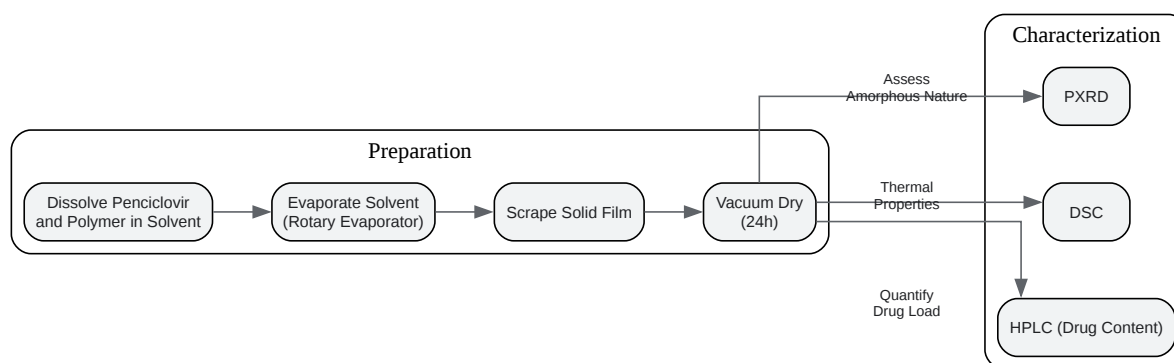 Characterization
Assess
Amorphous Nature
PXRD
Preparation
Dissolve Penciclovir
and Polymer in Solvent
Evaporate Solvent
(Rotary Evaporator)
Scrape Solid Film
Vacuum Dry
(24h)
Thermal
Properties
DSC
Quantify
Drug Load
HPLC (Drug Content)